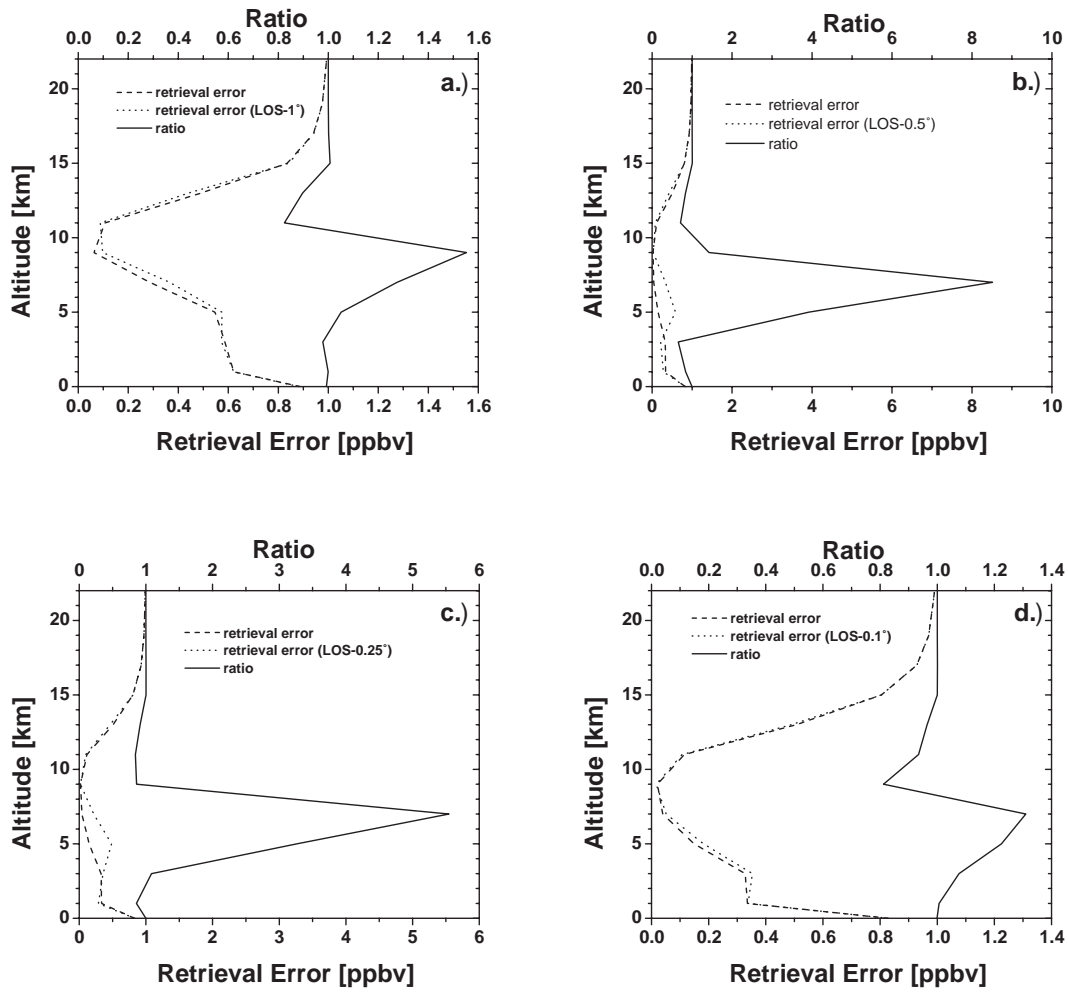 Ratio
0.0 0.2 0.4 0.6 0.8 1.0 1.2 1.4 1.6
a.)
retrieval error
retrieval error (LOS-1°)
ratio
Altitude [km]
20
15
10
5
0
0.0 0.2 0.4 0.6 0.8 1.0 1.2 1.4 1.6
Retrieval Error [ppbv]
Ratio
0 1 2 3 4 5 6 7 8 9 10
b.)
retrieval error
retrieval error (LOS-0.5°)
ratio
Altitude [km]
20
15
10
5
0
0 2 4 6 8 10
Retrieval Error [ppbv]
Ratio
0 1 2 3 4 5 6
c.)
retrieval error
retrieval error (LOS-0.25°)
ratio
Altitude [km]
20
15
10
5
0
0 1 2 3 4 5 6
Retrieval Error [ppbv]
Ratio
0.0 0.2 0.4 0.6 0.8 1.0 1.2 1.4
d.)
retrieval error
retrieval error (LOS-0.1°)
ratio
Altitude [km]
20
15
10
5
0
0.0 0.2 0.4 0.6 0.8 1.0 1.2 1.4
Retrieval Error [ppbv]